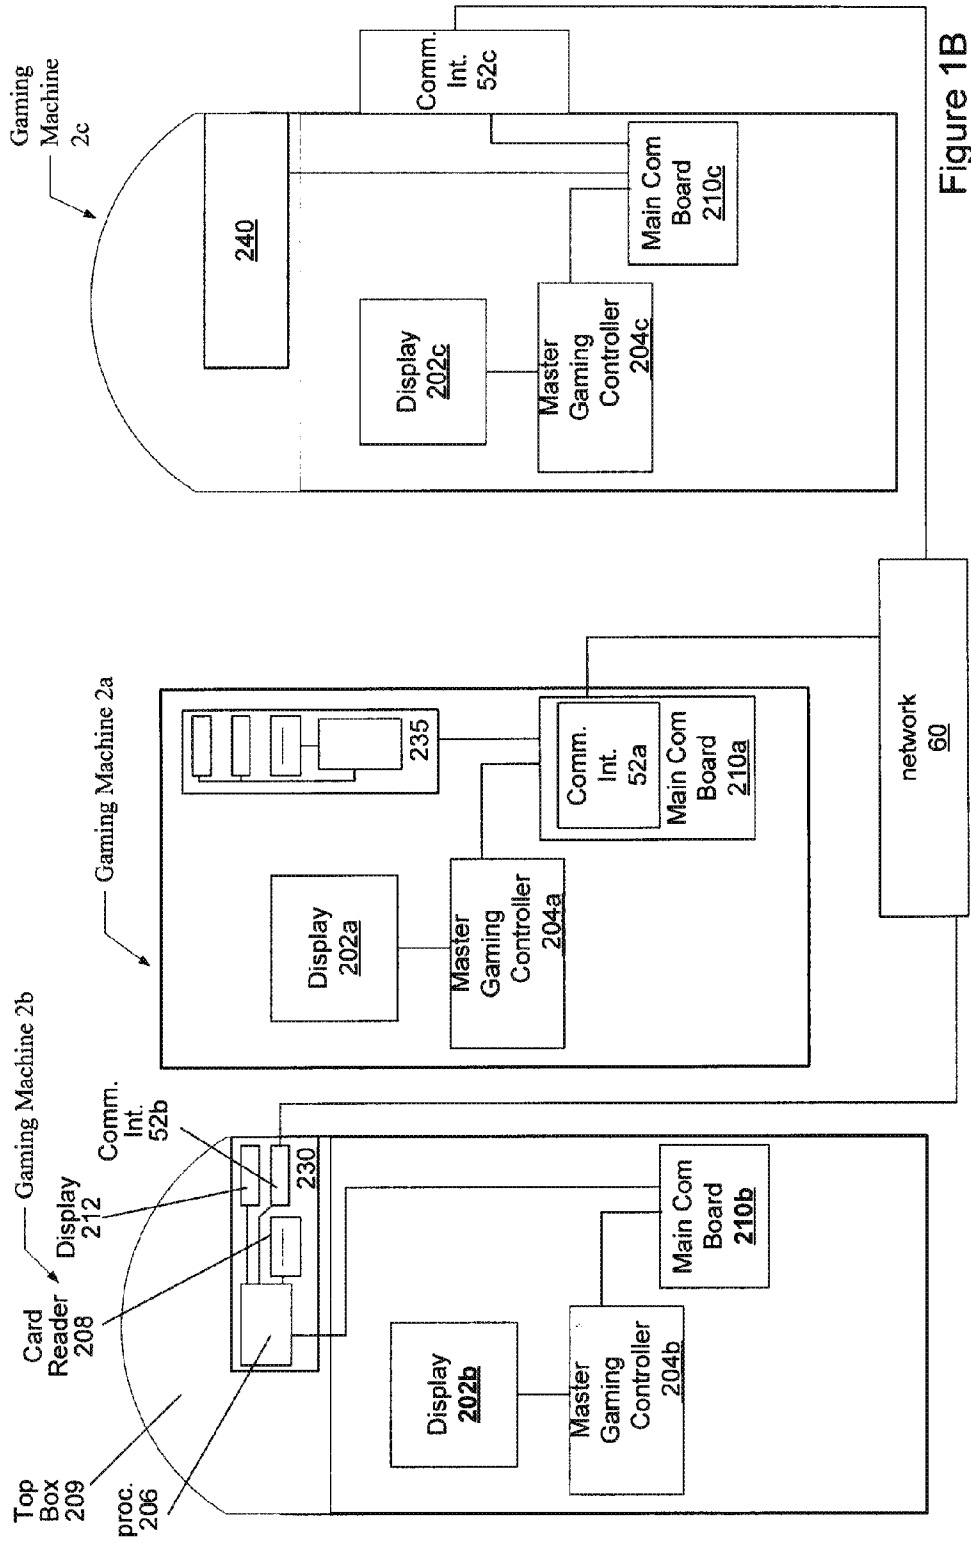 Gaming Machine 2b
Top
Box
209
proc.
206
Card
Reader
208
Display
212
Comm.
Int.
52b
230
Display
202b
Master
Gaming
Controller
204b
Main Com
Board
210b
Gaming Machine 2a
235
Display
202a
Master
Gaming
Controller
204a
Comm.
Int.
52a
Main Com
Board
210a
network
60
Gaming
Machine
2c
240
Display
202c
Master
Gaming
Controller
204c
Main Com
Board
210c
Comm.
Int.
52c
Figure 1B